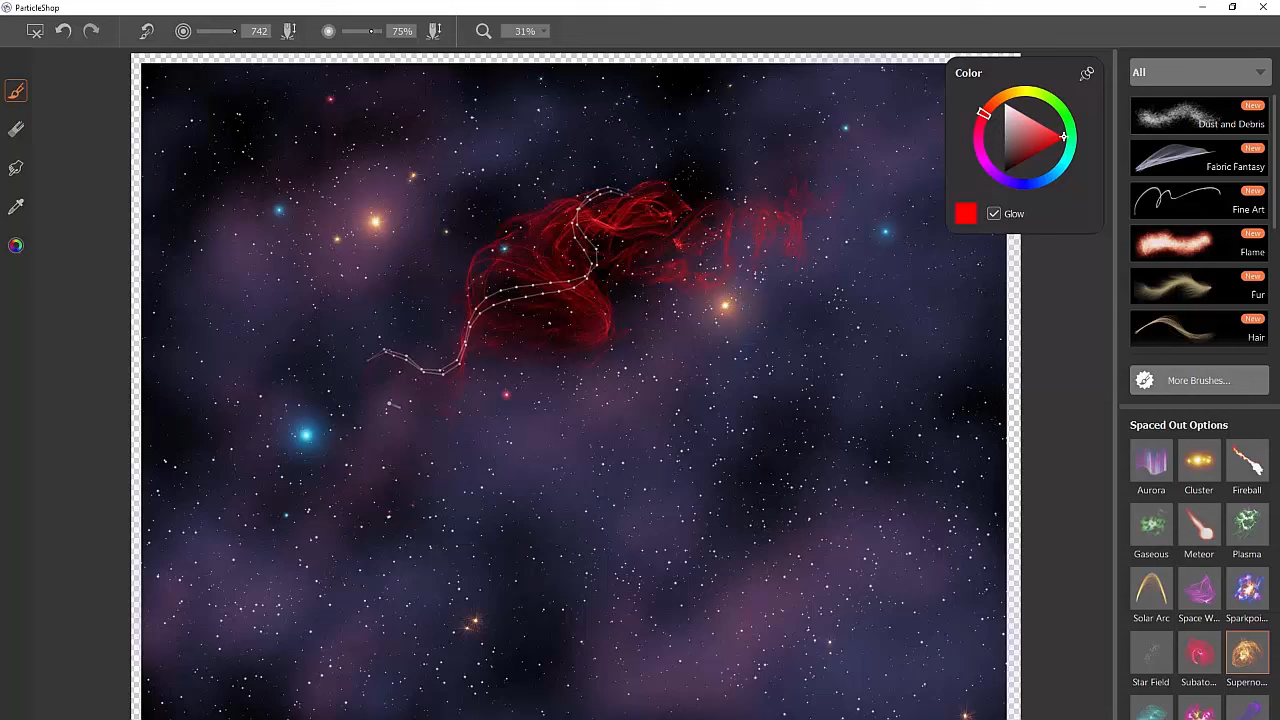 ParticleShop
742
75%
31%
Color
Glow
All
New
Dust and Debris
New
Fabric Fantasy
New
Fine Art
New
Flame
New
Fur
New
Hair
More Brushes...
Spaced Out Options
Aurora Cluster Fireball
Gaseous Meteor Plasma
Solar Arc Space W... Sparkpoi...
Star Field Subato... Superno...